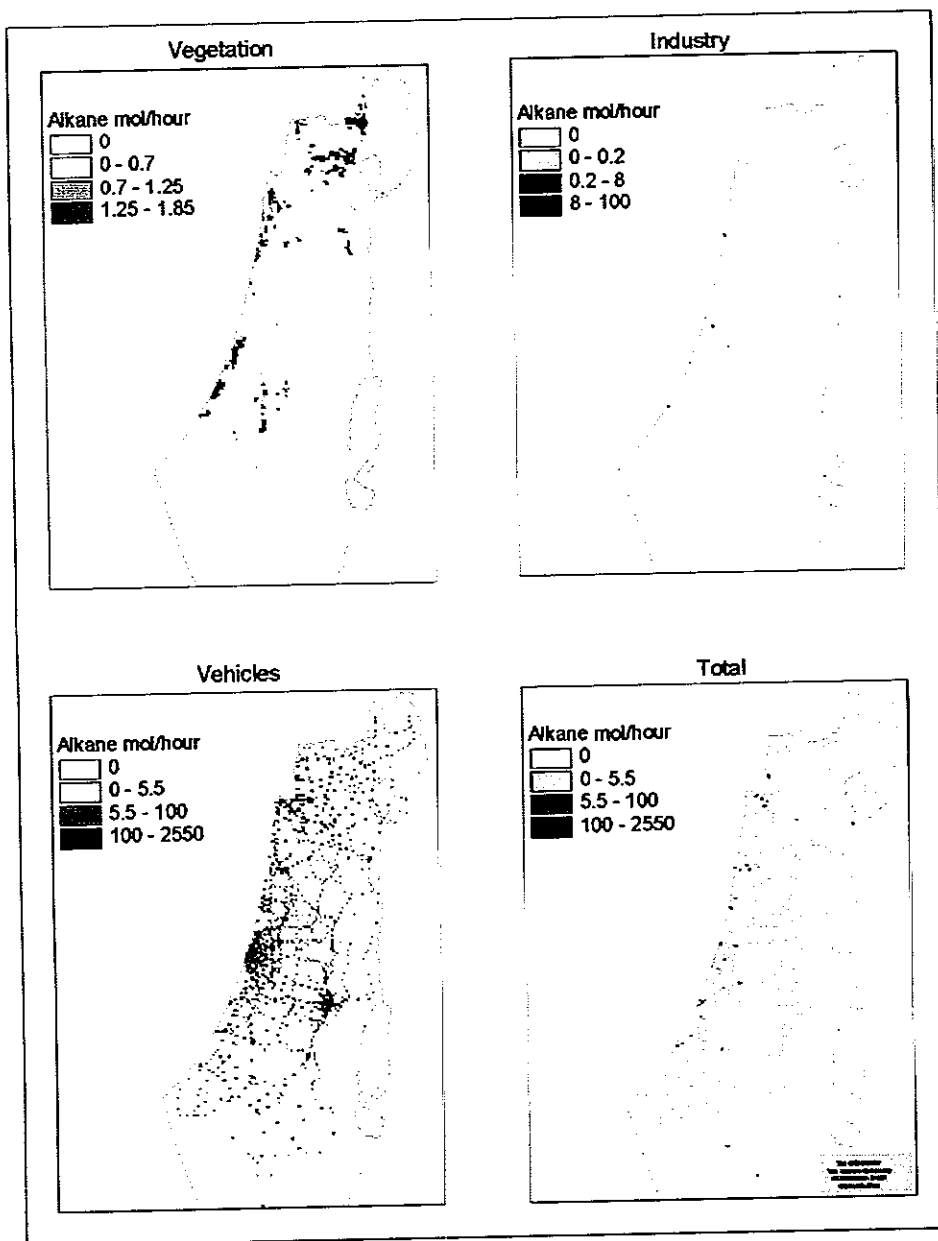 Vegetation
Alkane mol/hour
0
0 - 0.7
0.7 - 1.25
1.25 - 1.85
Industry
Alkane mol/hour
0
0 - 0.2
0.2 - 8
8 - 100
Vehicles
Alkane mol/hour
0
0 - 5.5
5.5 - 100
100 - 2550
Total
Alkane mol/hour
0
0 - 5.5
5.5 - 100
100 - 2550